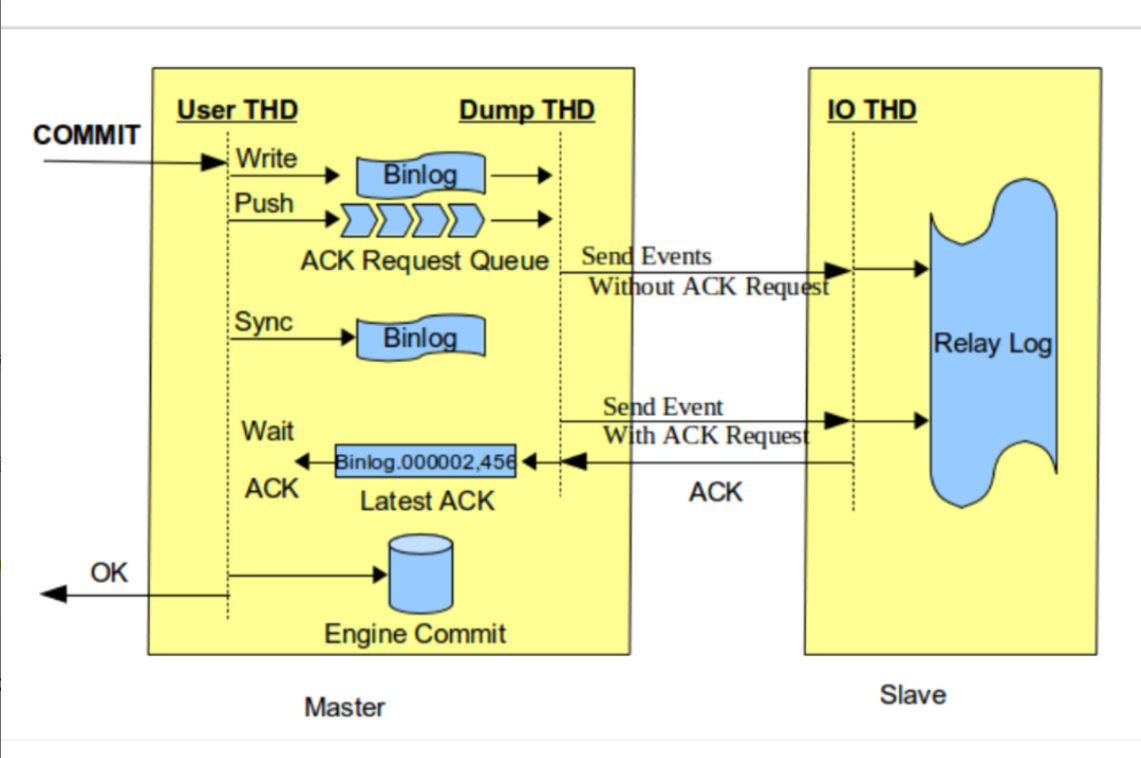 User THD
Dump THD
IO THD
COMMIT
Write
Binlog
Push
ACK Request Queue
Send Events
Without ACK Request
Sync
Binlog
Relay Log
Send Event
With ACK Request
Wait
Binlog.000002,456
ACK
Latest ACK
ACK
OK
Engine Commit
Master
Slave